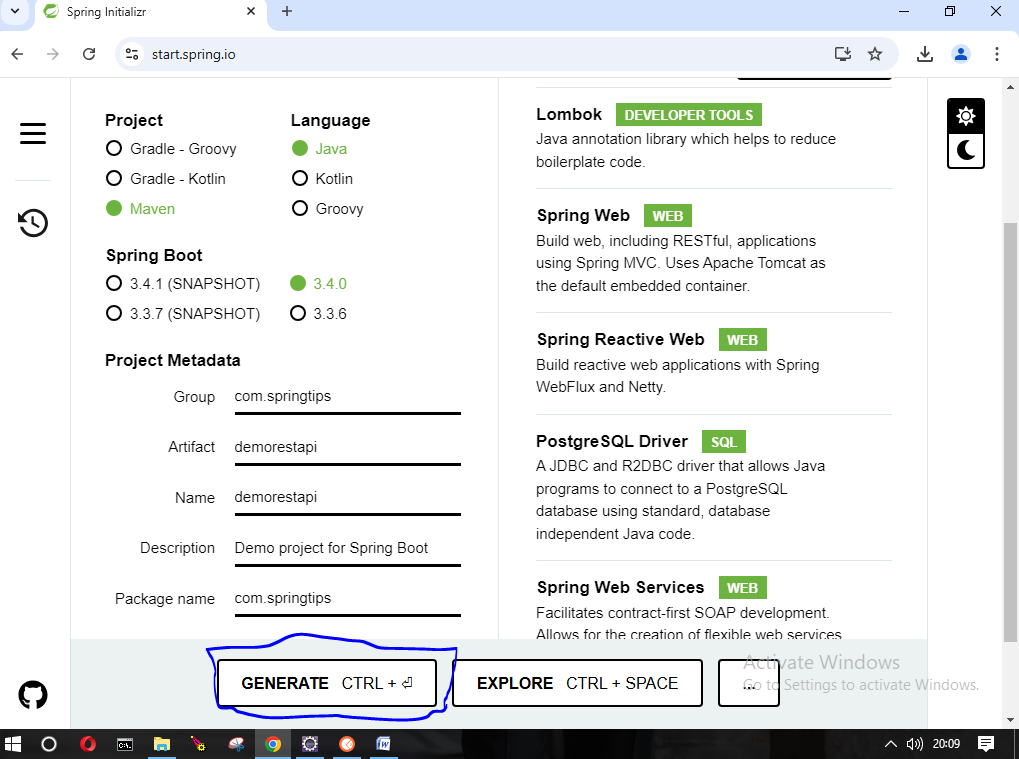 Spring Initializr
start.spring.io
Project
Gradle - Groovy
Gradle - Kotlin
Maven
Language
Java
Kotlin
Groovy
Spring Boot
3.4.1 (SNAPSHOT)
3.4.0
3.3.7 (SNAPSHOT)
3.3.6
Project Metadata
Group com.springtips
Artifact demorestapi
Name demorestapi
Description Demo project for Spring Boot
Package name com.springtips
Lombok DEVELOPER TOOLS
Java annotation library which helps to reduce
boilerplate code.
Spring Web WEB
Build web, including RESTful, applications
using Spring MVC. Uses Apache Tomcat as
the default embedded container.
Spring Reactive Web WEB
Build reactive web applications with Spring
WebFlux and Netty.
PostgreSQL Driver SQL
A JDBC and R2DBC driver that allows Java
programs to connect to a PostgreSQL
database using standard, database
independent Java code.
Spring Web Services WEB
Facilitates contract-first SOAP development.
Allows for the creation of flexible web services
GENERATE CTRL + ⏎
EXPLORE CTRL + SPACE
...
Activate Windows
Go to Settings to activate Windows.
20:09